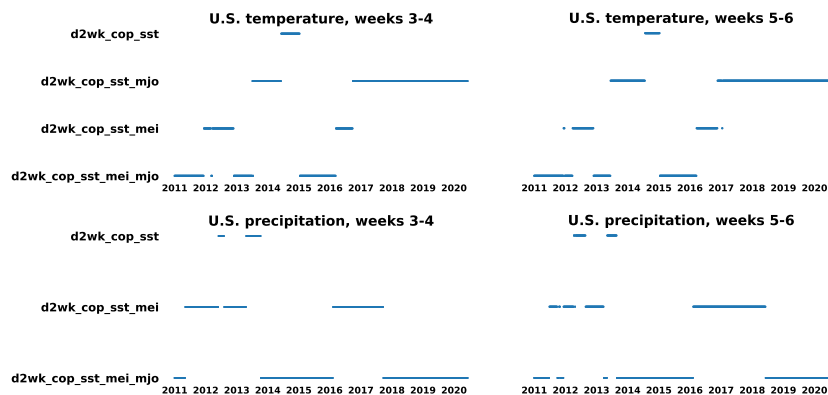 U.S. temperature, weeks 3-4
U.S. temperature, weeks 5-6
d2wk_cop_sst
d2wk_cop_sst_mjo
d2wk_cop_sst_mei
d2wk_cop_sst_mei_mjo
2011 2012 2013 2014 2015 2016 2017 2018 2019 2020
2011 2012 2013 2014 2015 2016 2017 2018 2019 2020
U.S. precipitation, weeks 3-4
U.S. precipitation, weeks 5-6
d2wk_cop_sst
d2wk_cop_sst_mei
d2wk_cop_sst_mei_mjo
2011 2012 2013 2014 2015 2016 2017 2018 2019 2020
2011 2012 2013 2014 2015 2016 2017 2018 2019 2020